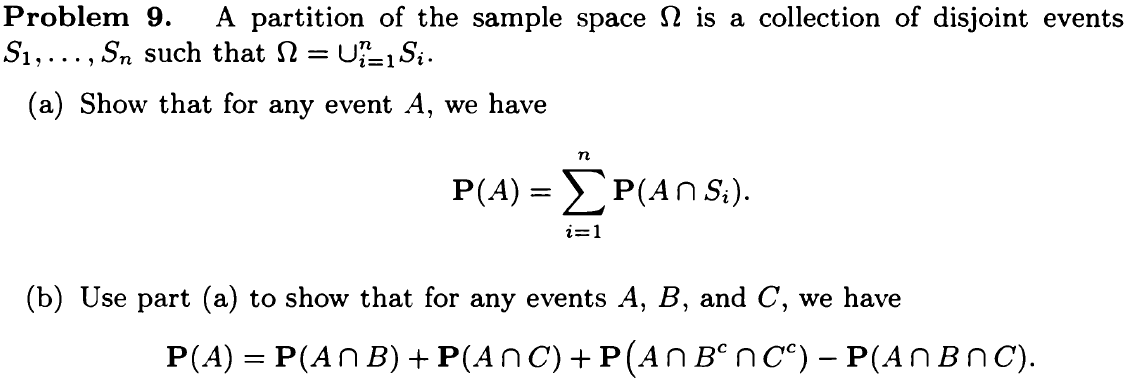 Problem 9. A partition of the sample space Ω is a collection of disjoint events
S₁, . . . , Sₙ such that Ω = ∪ⁿᵢ₌₁Sᵢ.
(a) Show that for any event A, we have
P(A) = ∑ⁿᵢ₌₁ P(A ∩ Sᵢ).
(b) Use part (a) to show that for any events A, B, and C, we have
P(A) = P(A ∩ B) + P(A ∩ C) + P(A ∩ Bᶜ ∩ Cᶜ) − P(A ∩ B ∩ C).